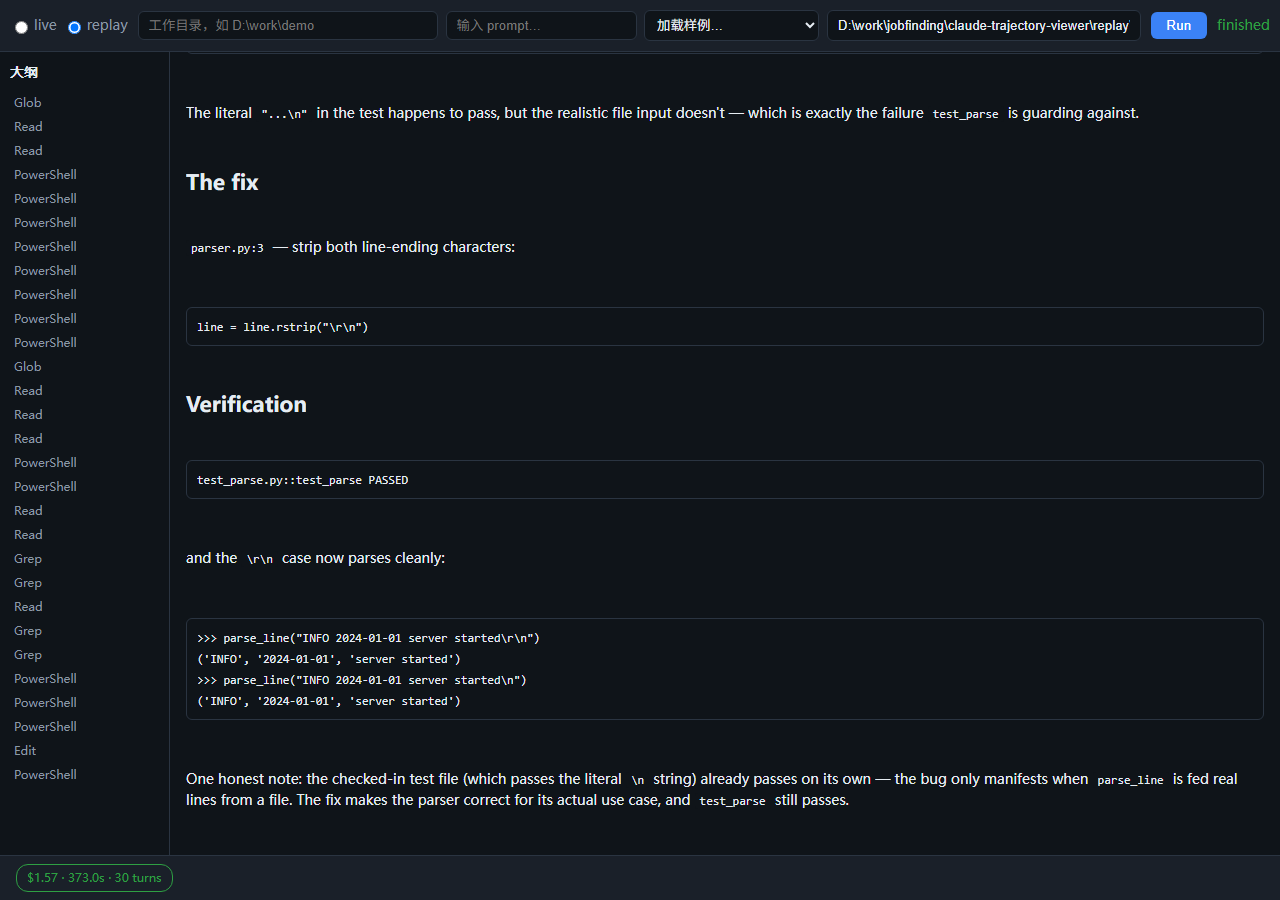 live replay 工作目录，如 D:\work\demo 输入 prompt... 加载样例... D:\work\jobfinding\claude-trajectory-viewer\replay Run finished
大纲
Glob
Read
Read
PowerShell
PowerShell
PowerShell
PowerShell
PowerShell
PowerShell
PowerShell
PowerShell
Glob
Read
Read
Read
PowerShell
PowerShell
Read
Read
Grep
Grep
Read
Grep
Grep
PowerShell
PowerShell
PowerShell
Edit
PowerShell
The literal "...\n" in the test happens to pass, but the realistic file input doesn't — which is exactly the failure test_parse is guarding against.
The fix
parser.py:3 — strip both line-ending characters:
line = line.rstrip("\r\n")
Verification
test_parse.py::test_parse PASSED
and the \r\n case now parses cleanly:
>>> parse_line("INFO 2024-01-01 server started\r\n")
('INFO', '2024-01-01', 'server started')
>>> parse_line("INFO 2024-01-01 server started\n")
('INFO', '2024-01-01', 'server started')
One honest note: the checked-in test file (which passes the literal \n string) already passes on its own — the bug only manifests when parse_line is fed real
lines from a file. The fix makes the parser correct for its actual use case, and test_parse still passes.
$1.57 · 373.0s · 30 turns